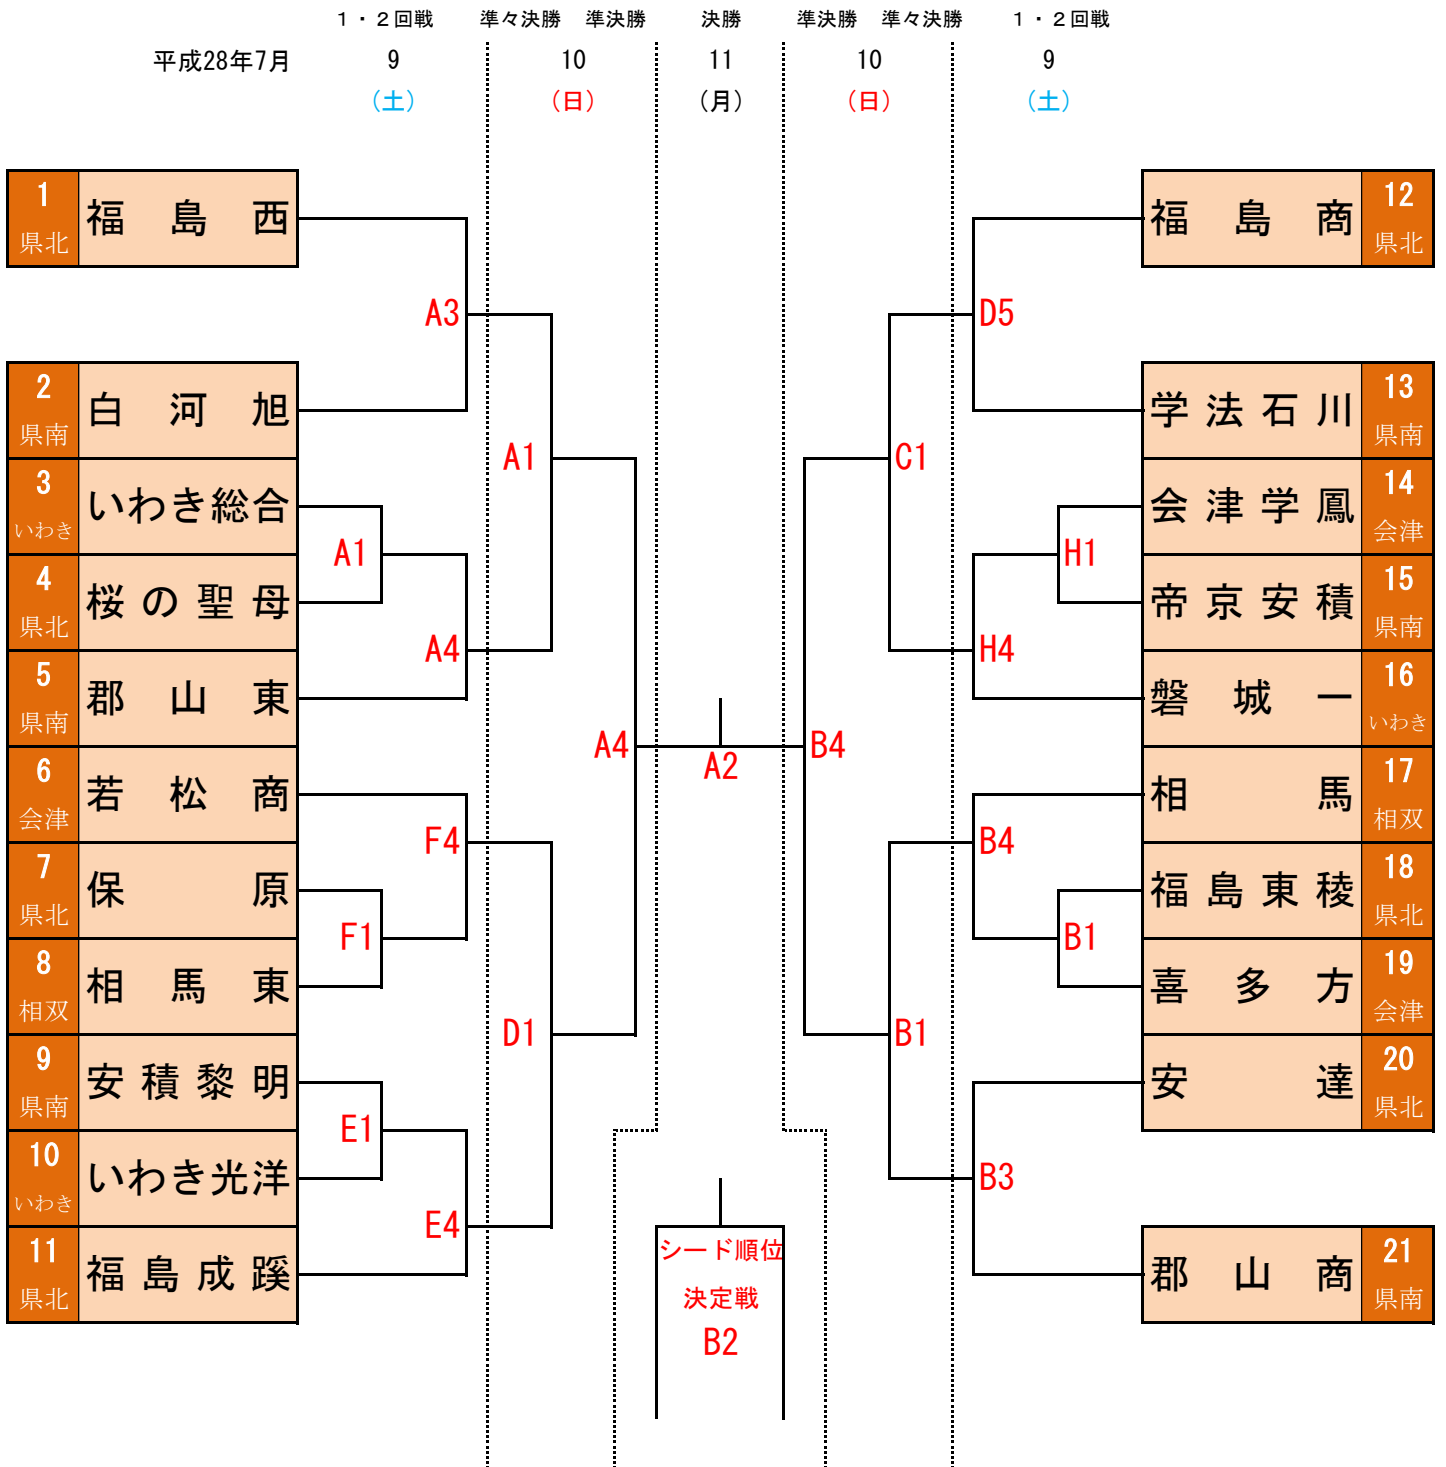 1・2回戦 準々決勝 準決勝 決勝 準決勝 準々決勝 1・2回戦
平成28年7月 9 10 11 10 9
(土) (日) (月) (日) (土)
1 県北 福島西
2 県南 白河旭
3 いわき いわき総合
4 県北 桜の聖母
5 県南 郡山東
6 会津 若松商
7 県北 保原
8 相双 相馬東
9 県南 安積黎明
10 いわき いわき光洋
11 県北 福島成蹊
A3
A1
A4
F4
F1
E1
E4
A1
D1
A4
A2
B4
C1
B1
D5
H1
H4
B4
B1
B3
福島商 12 県北
学法石川 13 県南
会津学鳳 14 会津
帝京安積 15 県南
磐城一 16 いわき
相馬 17 相双
福島東稜 18 県北
喜多方 19 会津
安達 20 県北
郡山商 21 県南
シード順位
決定戦
B2